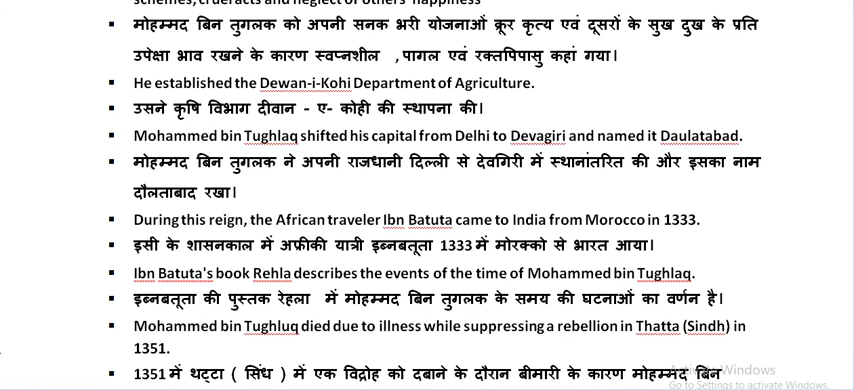 schemes, cruel acts and neglect of others' happiness
▪ मोहम्मद बिन तुगलक को अपनी सनक भरी योजनाओं क्रूर कृत्य एवं दूसरों के सुख दुख के प्रति
उपेक्षा भाव रखने के कारण स्वप्नशील ,पागल एवं रक्तपिपासु कहां गया।
▪ He established the Dewan-i-Kohi Department of Agriculture.
▪ उसने कृषि विभाग दीवान - ए- कोही की स्थापना की।
▪ Mohammed bin Tughlaq shifted his capital from Delhi to Devagiri and named it Daulatabad.
▪ मोहम्मद बिन तुगलक ने अपनी राजधानी दिल्ली से देवगिरी में स्थानांतरित की और इसका नाम
दौलताबाद रखा।
▪ During this reign, the African traveler Ibn Batuta came to India from Morocco in 1333.
▪ इसी के शासनकाल में अफ्रीकी यात्री इब्नबतूता 1333 में मोरक्को से भारत आया।
▪ Ibn Batuta's book Rehla describes the events of the time of Mohammed bin Tughlaq.
▪ इब्नबतूता की पुस्तक रेहला में मोहम्मद बिन तुगलक के समय की घटनाओं का वर्णन है।
▪ Mohammed bin Tughluq died due to illness while suppressing a rebellion in Thatta (Sindh) in
1351.
▪ 1351 में थट्टा ( सिंध ) में एक विद्रोह को दबाने के दौरान बीमारी के कारण मोहम्मद बिन
Activate Windows
Go to Settings to activate Windows.